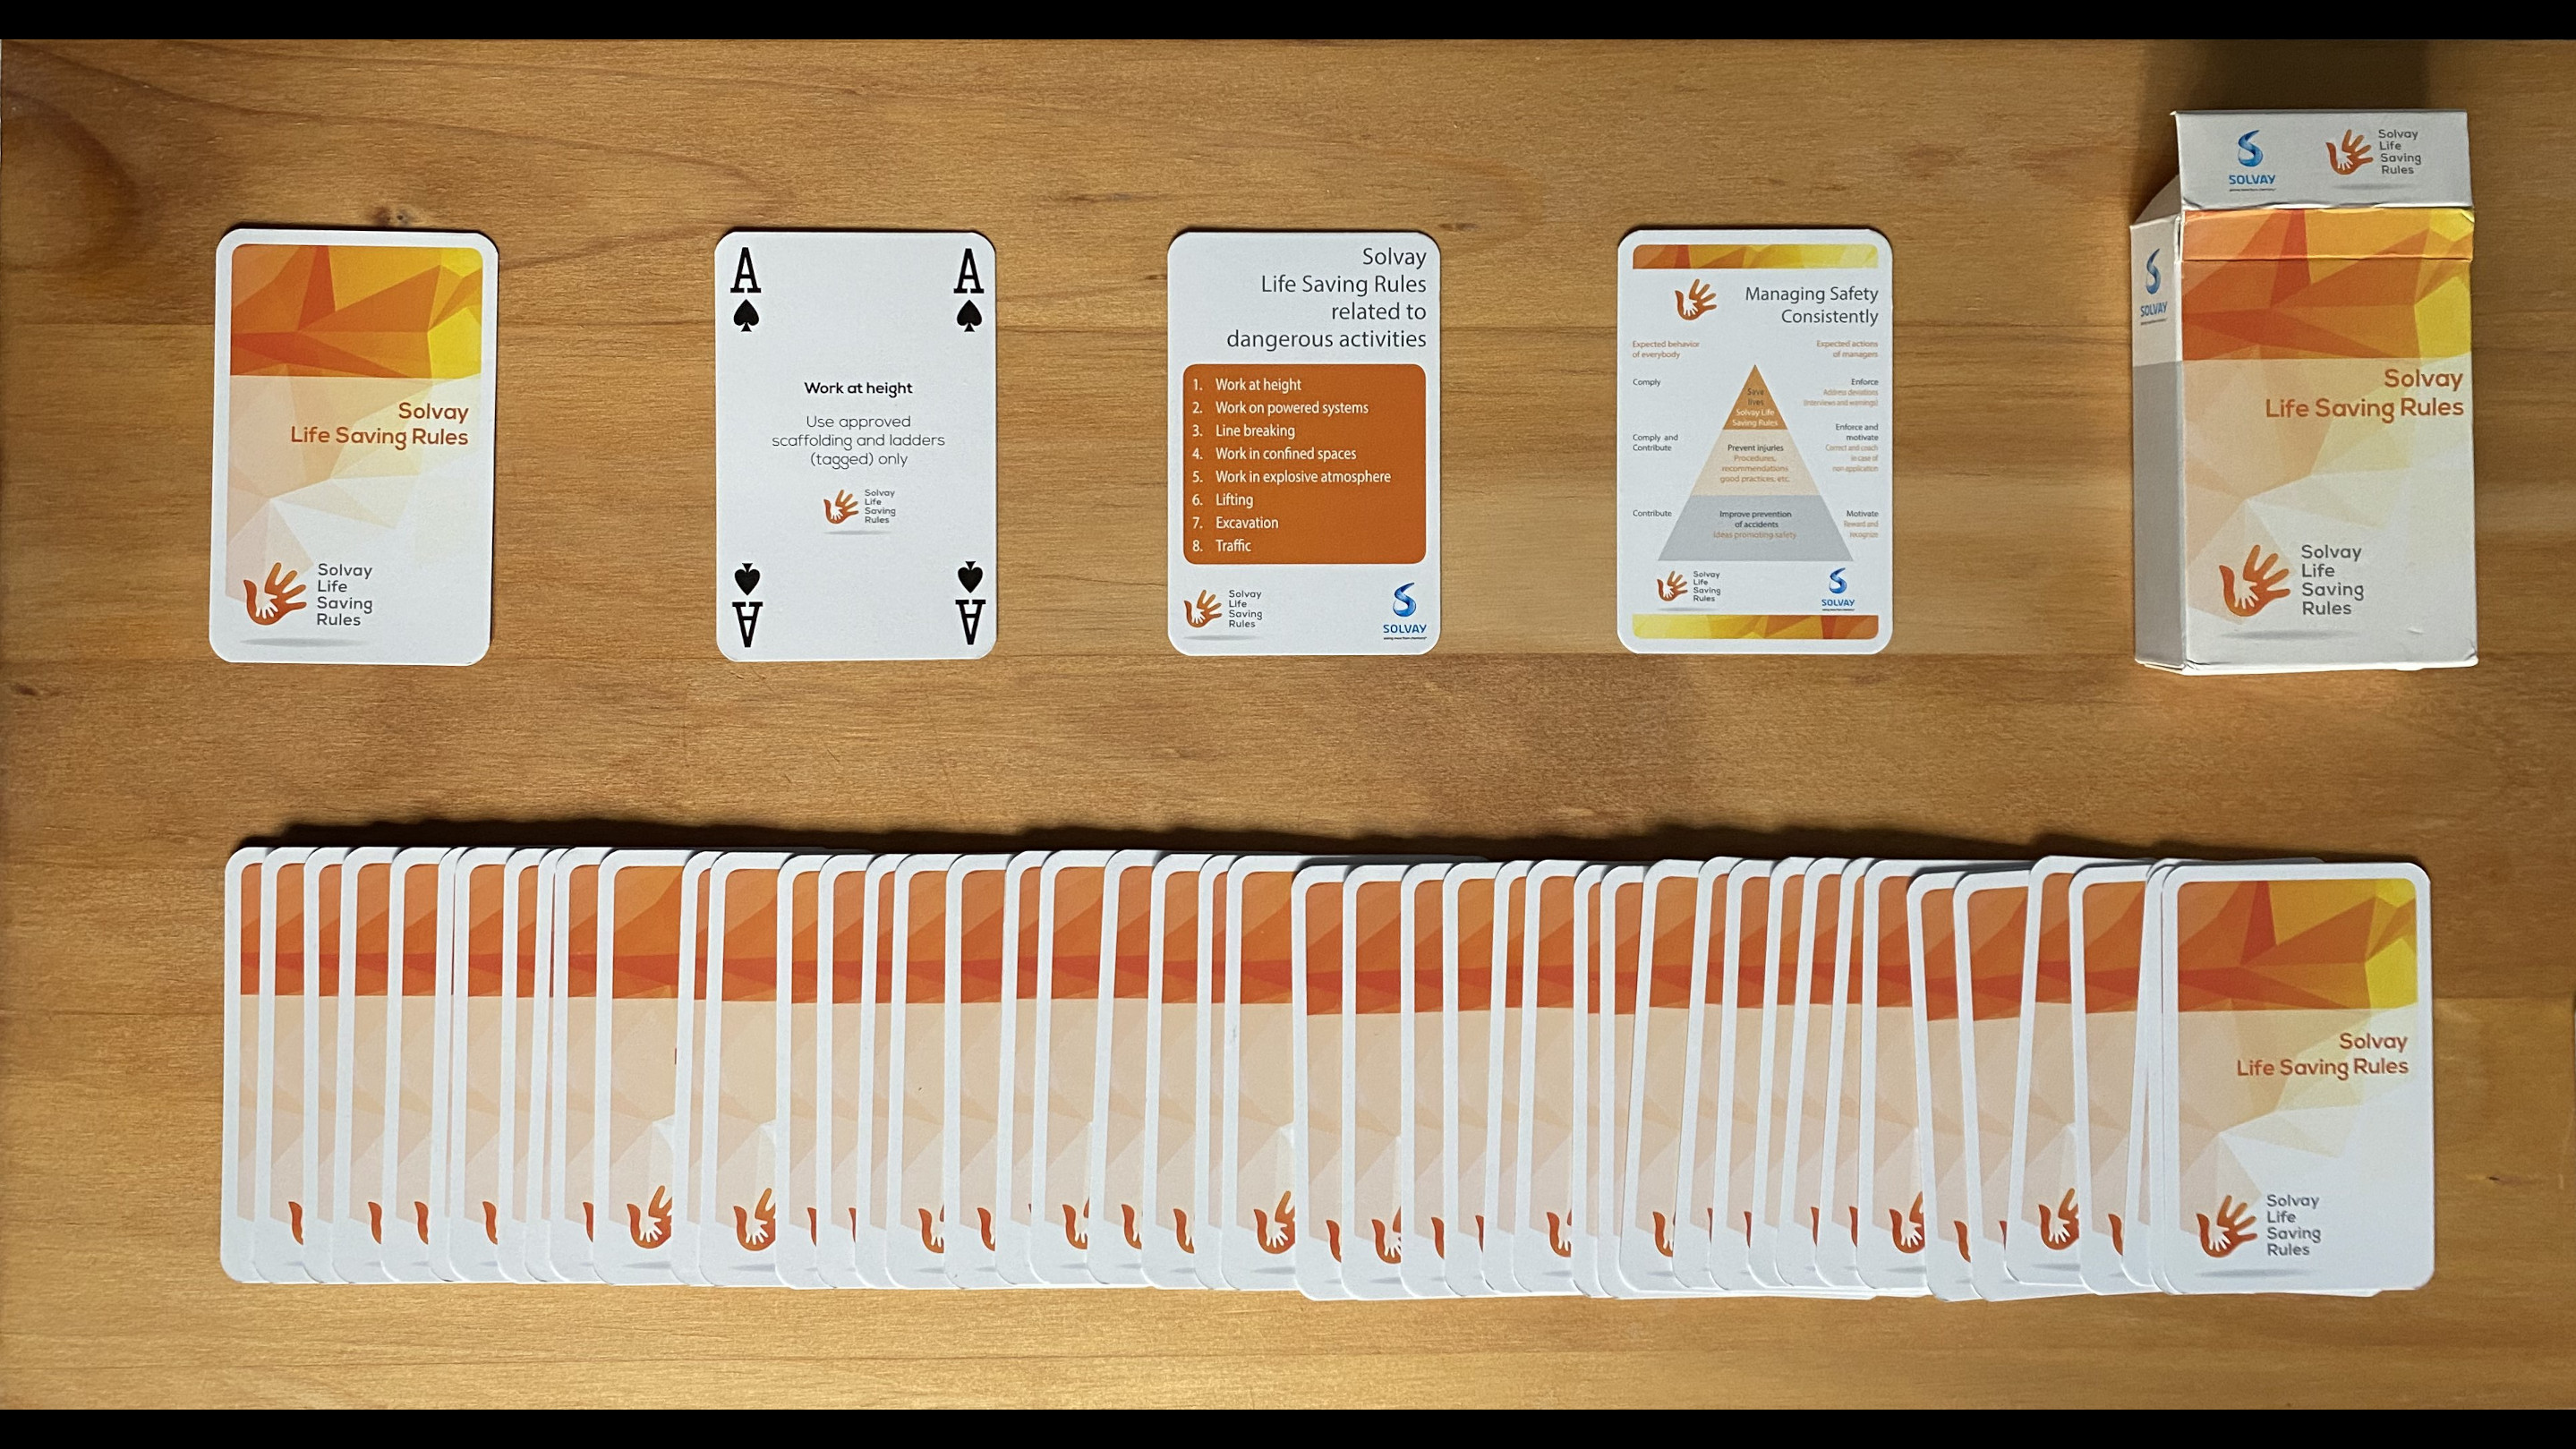 Solvay
Life Saving Rules
Solvay
Life
Saving
Rules
A
A
Work at height
Use approved
scaffolding and ladders
(tagged) only
Solvay
Life
Saving
Rules
A
A
Solvay
Life Saving Rules
related to
dangerous activities
1. Work at height
2. Work on powered systems
3. Line breaking
4. Work in confined spaces
5. Work in explosive atmosphere
6. Lifting
7. Excavation
8. Traffic
Solvay
Life
Saving
Rules
SOLVAY
Managing Safety
Consistently
Expected behavior
of everybody
Expected actions
of managers
Comply
Save
lives
Solvay Life
Saving Rules
Enforce
Address deviations
(interviews and warnings)
Comply and
Contribute
Prevent injuries
Procedures,
recommendations
good practices, etc.
Enforce and
motivate
Correct and coach
in case of
non application
Contribute
Improve prevention
of accidents
Ideas promoting safety
Motivate
Reward and
recognize
Solvay
Life
Saving
Rules
SOLVAY
SOLVAY
Solvay
Life
Saving
Rules
SOLVAY
Solvay
Life Saving Rules
Solvay
Life
Saving
Rules
Solvay
Life Saving Rules
Solvay
Life
Saving
Rules